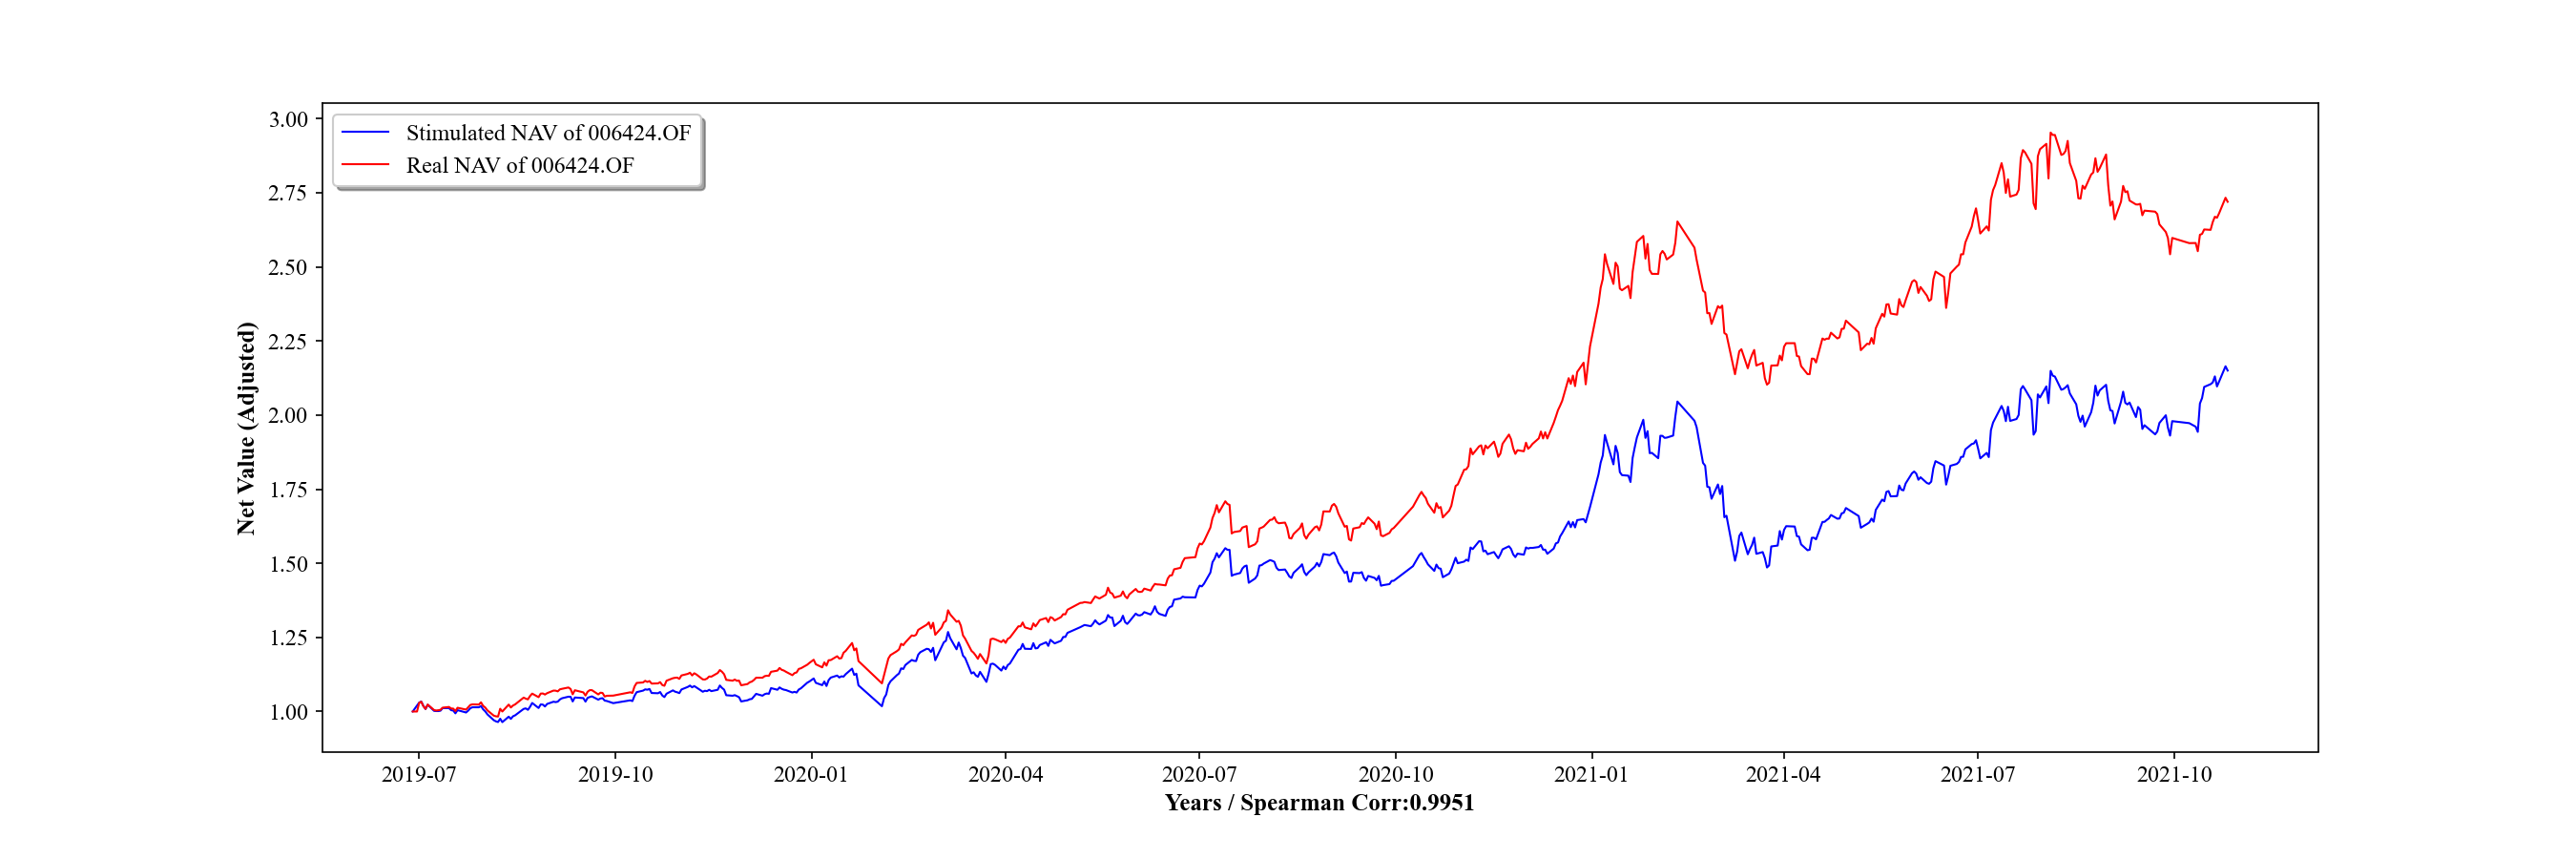 Stimulated NAV of 006424.OF
Real NAV of 006424.OF
3.00
2.75
2.50
2.25
2.00
1.75
1.50
1.25
1.00
Net Value (Adjusted)
2019-07 2019-10 2020-01 2020-04 2020-07 2020-10 2021-01 2021-04 2021-07 2021-10
Years / Spearman Corr:0.9951